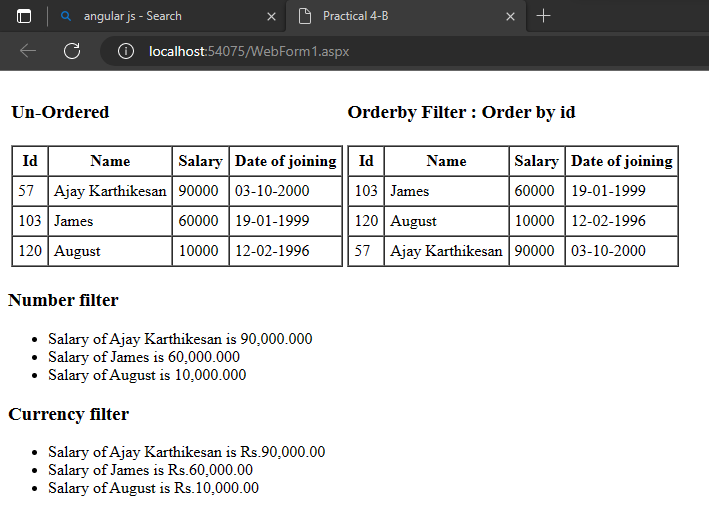 angular js - Search
Practical 4-B
localhost:54075/WebForm1.aspx
Un-Ordered
Id Name Salary Date of joining
57 Ajay Karthikesan 90000 03-10-2000
103 James 60000 19-01-1999
120 August 10000 12-02-1996
Orderby Filter : Order by id
Id Name Salary Date of joining
103 James 60000 19-01-1999
120 August 10000 12-02-1996
57 Ajay Karthikesan 90000 03-10-2000
Number filter
• Salary of Ajay Karthikesan is 90,000.000
• Salary of James is 60,000.000
• Salary of August is 10,000.000
Currency filter
• Salary of Ajay Karthikesan is Rs.90,000.00
• Salary of James is Rs.60,000.00
• Salary of August is Rs.10,000.00